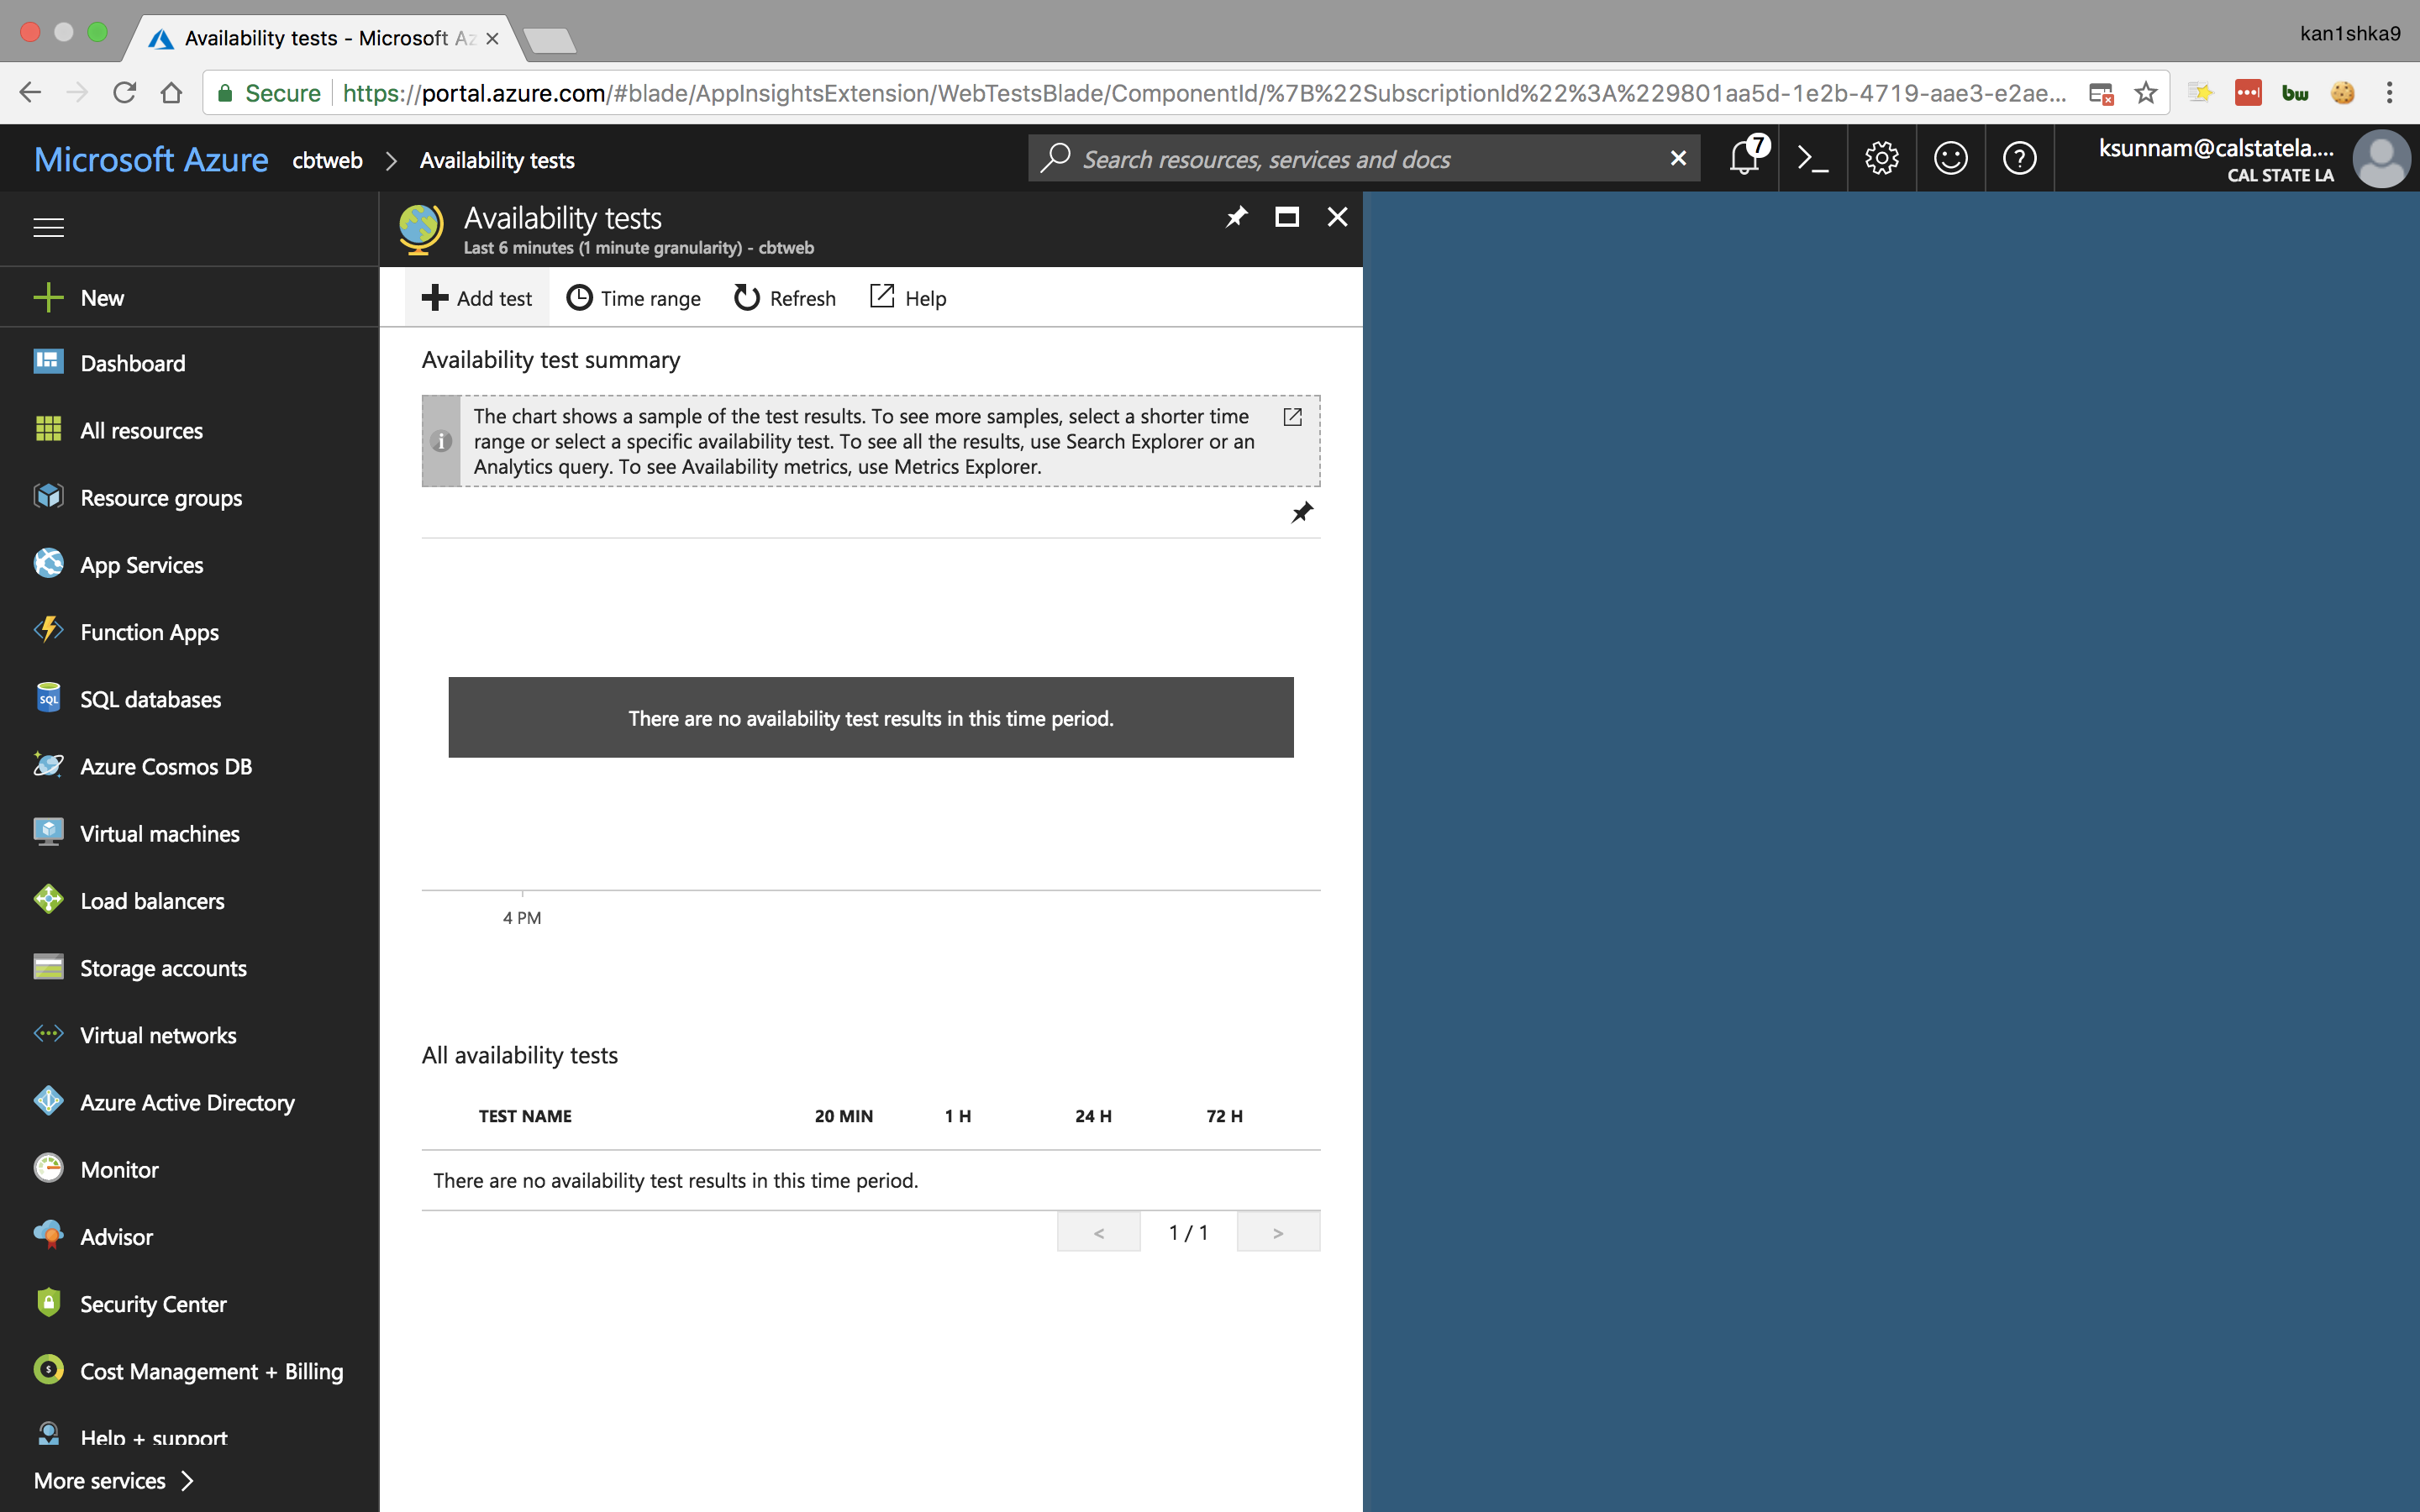 Availability tests - Microsoft Az
kan1shka9
Secure https://portal.azure.com/#blade/AppInsightsExtension/WebTestsBlade/ComponentId/%7B%22SubscriptionId%22%3A%229801aa5d-1e2b-4719-aae3-e2ae...
bw
Microsoft Azure cbtweb > Availability tests
Search resources, services and docs
7
ksunnam@calstatela....
CAL STATE LA
New
Dashboard
All resources
Resource groups
App Services
Function Apps
SQL
SQL databases
Azure Cosmos DB
Virtual machines
Load balancers
Storage accounts
Virtual networks
Azure Active Directory
Monitor
Advisor
Security Center
Cost Management + Billing
Help + support
More services >
Availability tests
Last 6 minutes (1 minute granularity) - cbtweb
Add test Time range Refresh Help
Availability test summary
The chart shows a sample of the test results. To see more samples, select a shorter time
range or select a specific availability test. To see all the results, use Search Explorer or an
Analytics query. To see Availability metrics, use Metrics Explorer.
There are no availability test results in this time period.
4 PM
All availability tests
TEST NAME 20 MIN 1 H 24 H 72 H
There are no availability test results in this time period.
< 1 / 1 >